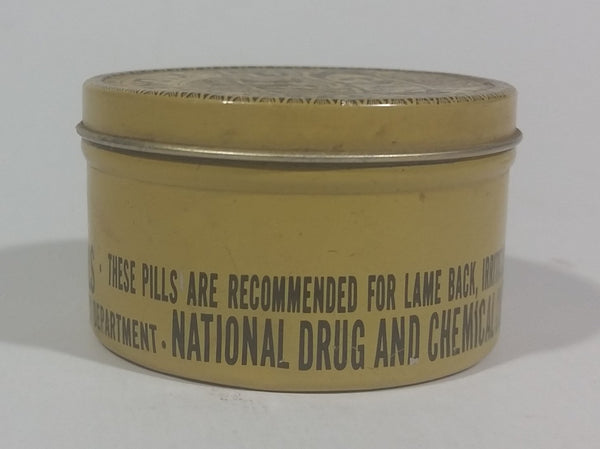 · THESE PILLS ARE RECOMMENDED FOR LAME BACK,
DEPARTMENT · NATIONAL DRUG AND CHEMICAL